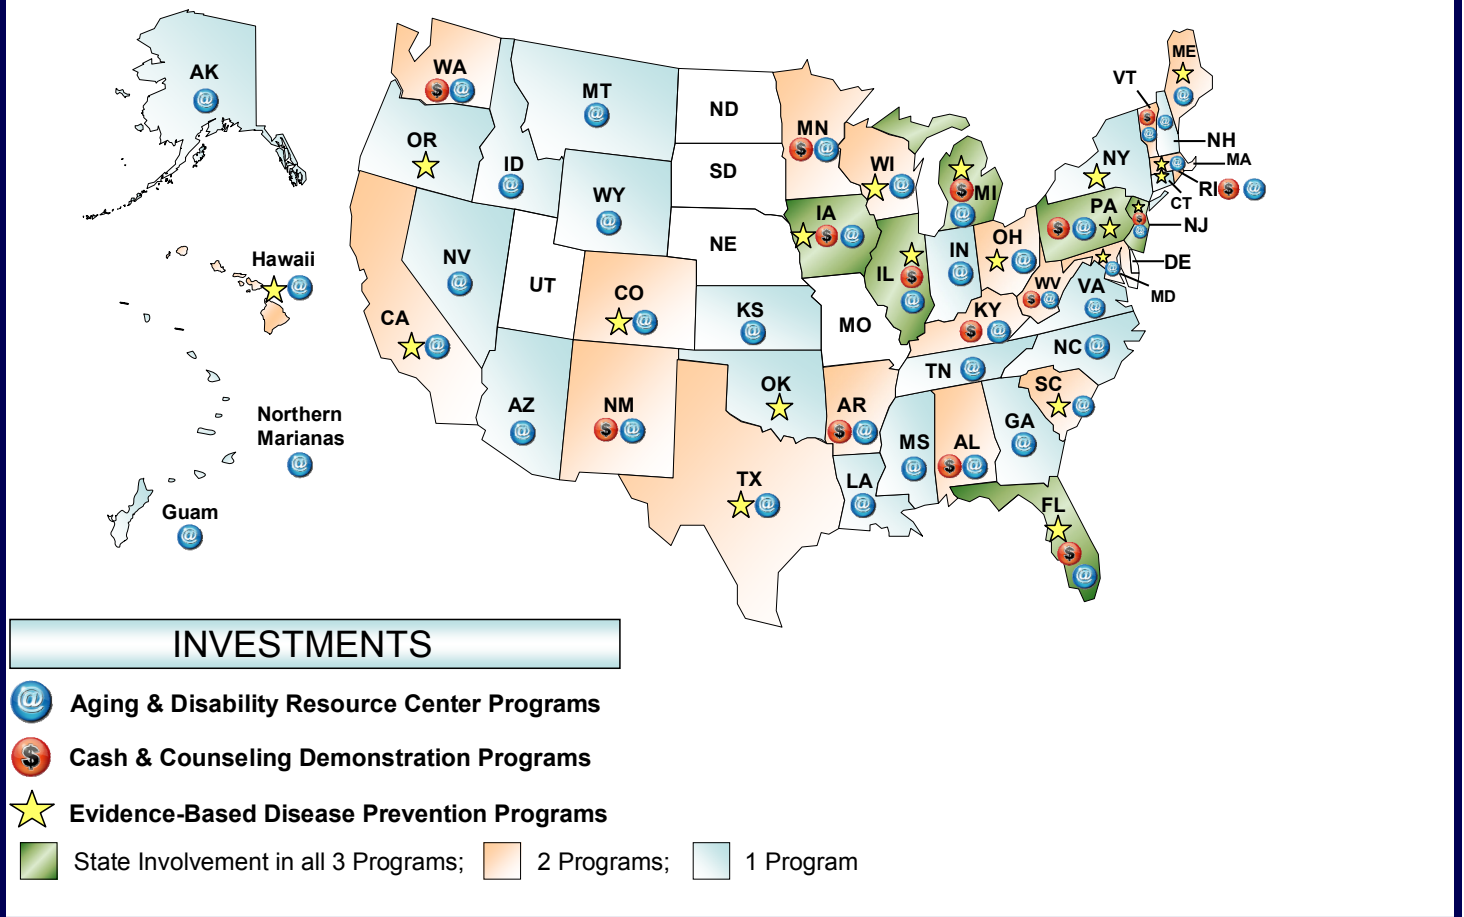 AK
WA
MT
ND
MN
ME
VT
OR
ID
SD
WI
MI
NY
NH
MA
RI
CT
WY
IA
PA
NJ
Hawaii
NV
UT
NE
IL
IN
OH
DE
MD
CA
CO
KS
MO
KY
WV
VA
NC
TN
Northern
Marianas
AZ
NM
OK
AR
SC
MS
AL
GA
TX
LA
FL
Guam
INVESTMENTS
@ Aging & Disability Resource Center Programs
$ Cash & Counseling Demonstration Programs
Evidence-Based Disease Prevention Programs
State Involvement in all 3 Programs; 2 Programs; 1 Program